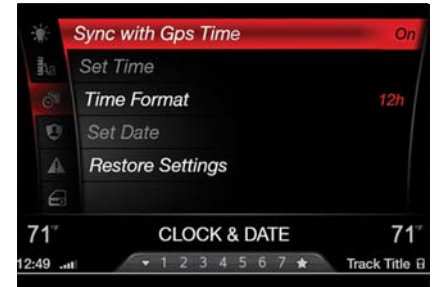 Sync with Gps Time On
Aa
Set Time
Time Format 12h
Set Date
Restore Settings
71° CLOCK & DATE 71°
12:49 1 2 3 4 5 6 7 Track Title